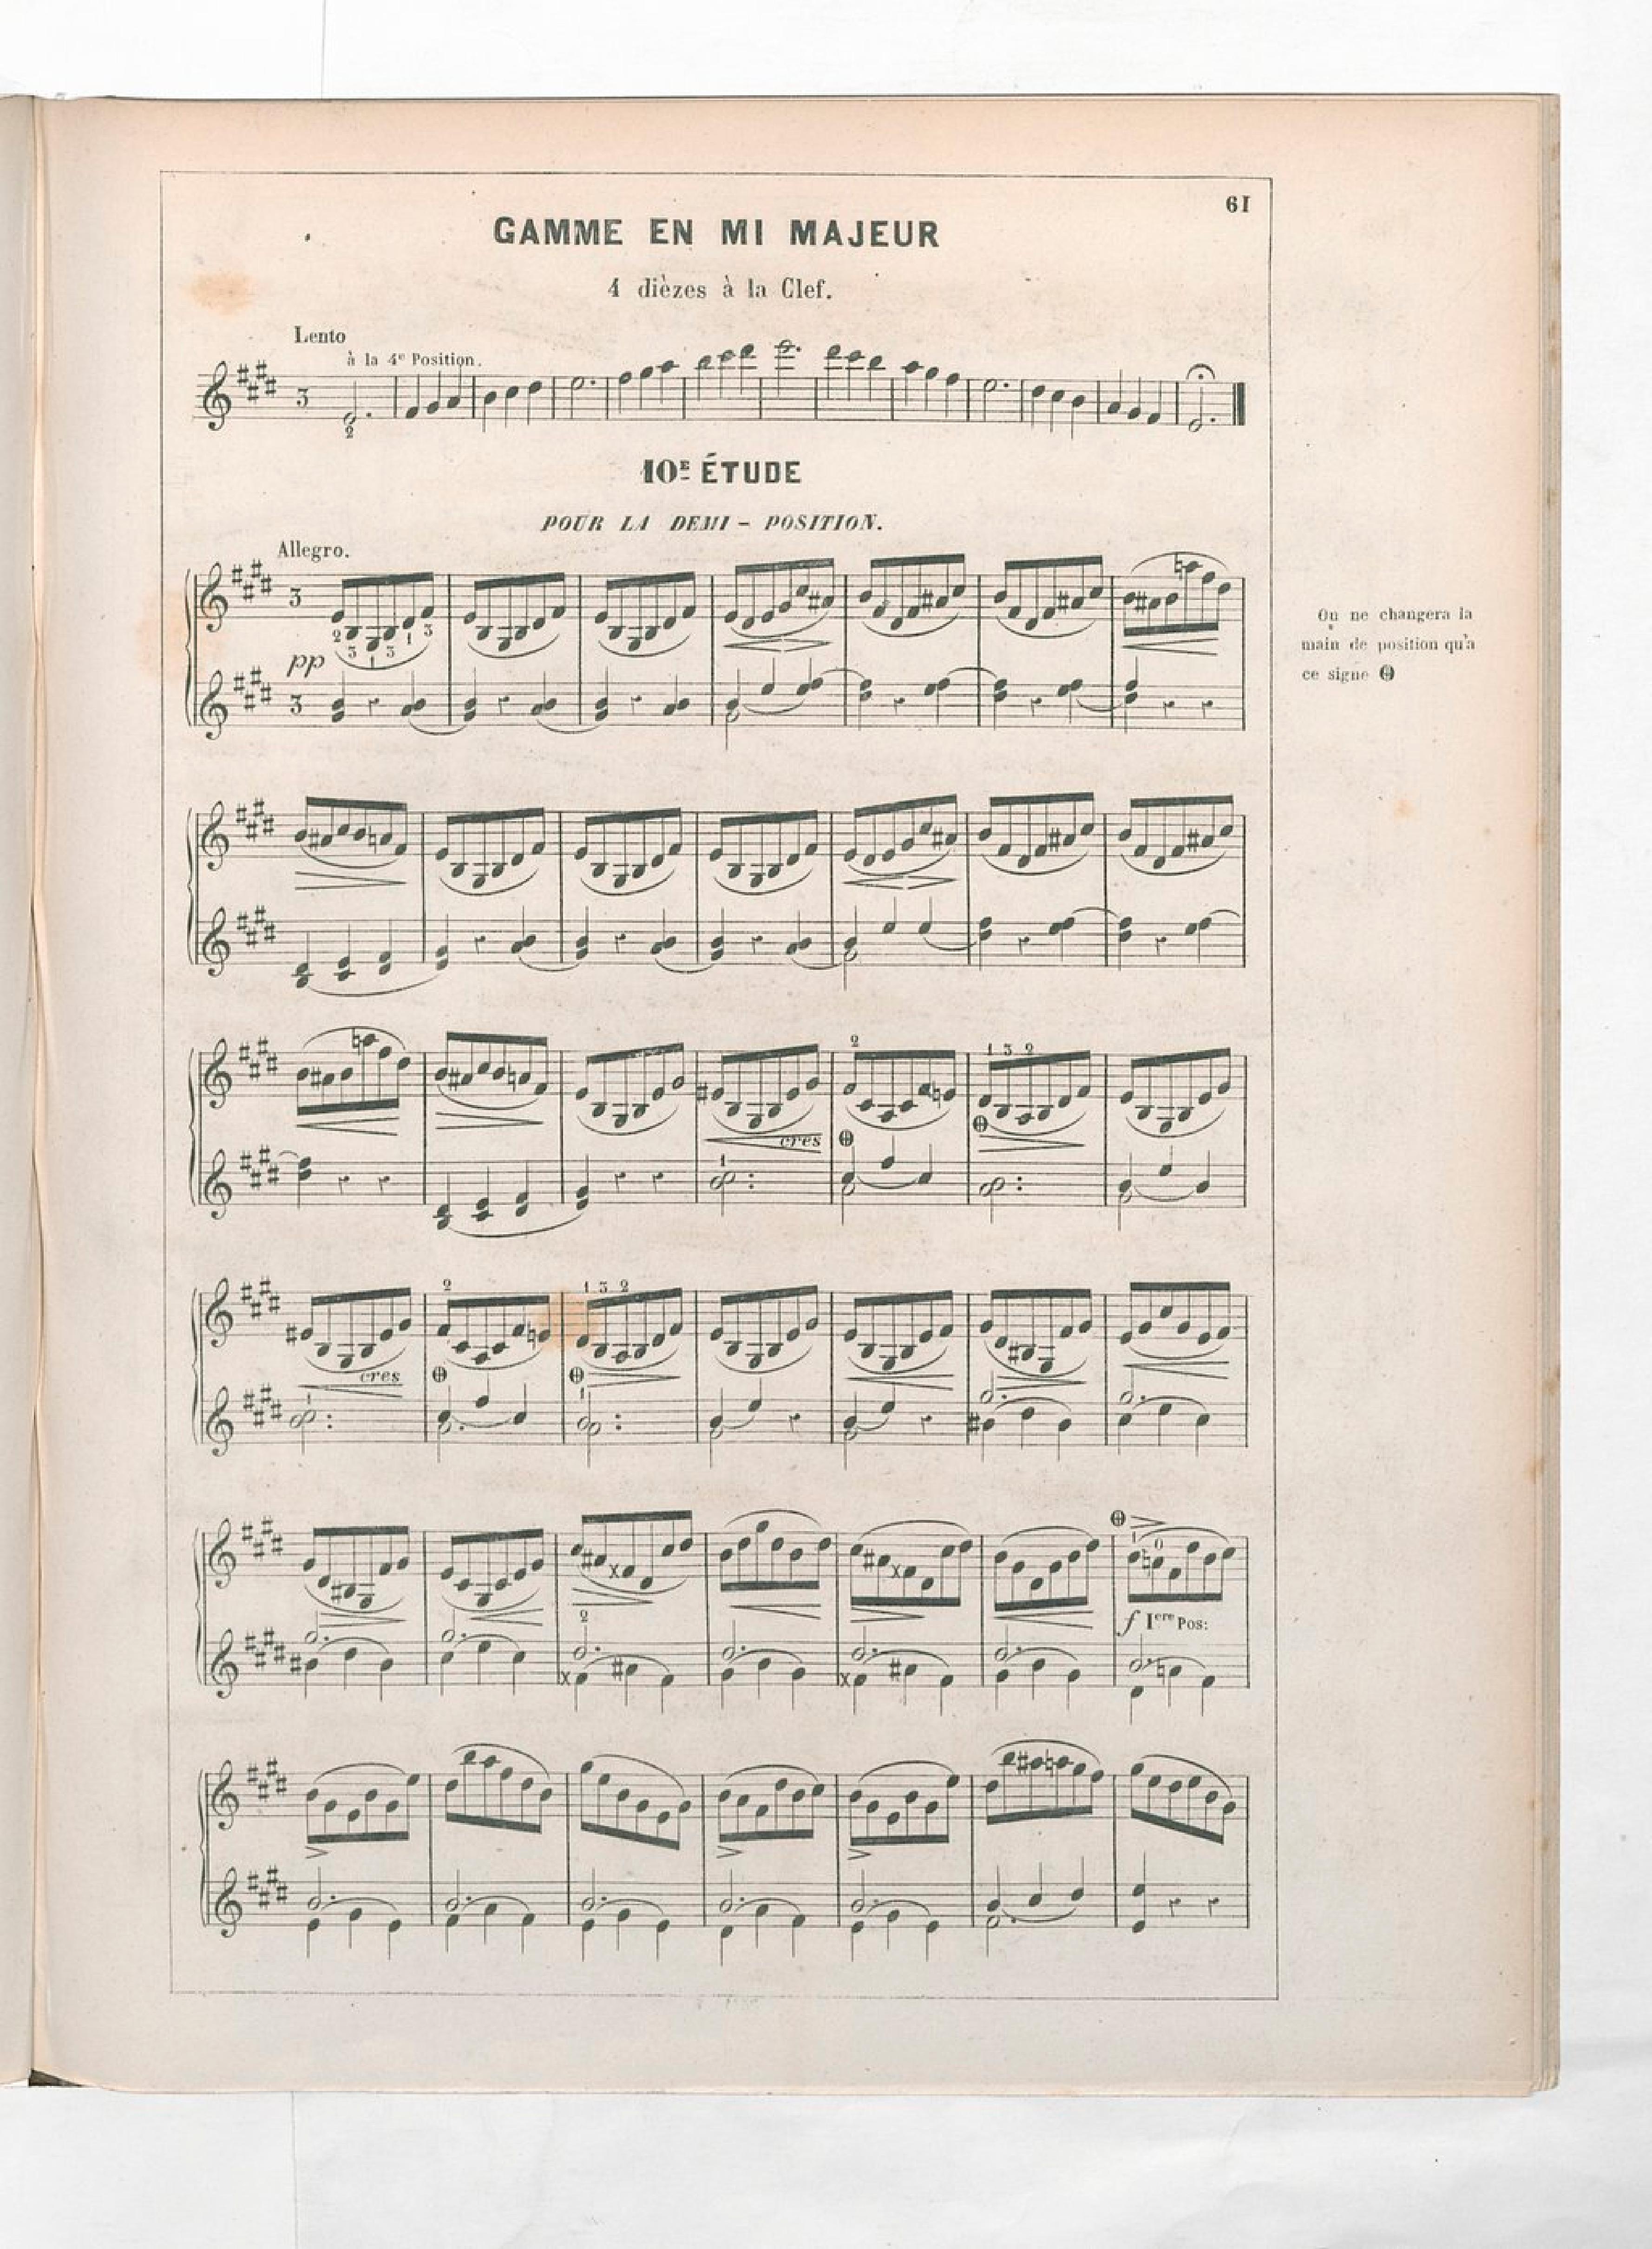 61
GAMME EN MI MAJEUR
4 dièzes à la Clef.
Lento
à la 4e Position.
3
2
10E ÉTUDE
POUR LA DEMI - POSITION.
Allegro.
3
2 3 1 3 1 3
pp
3
On ne changera la
main de position qu'à
ce signe
2
1 3 2
cres
1
2
1 3 2
cres
1
1
1 0
2
f Iere Pos: